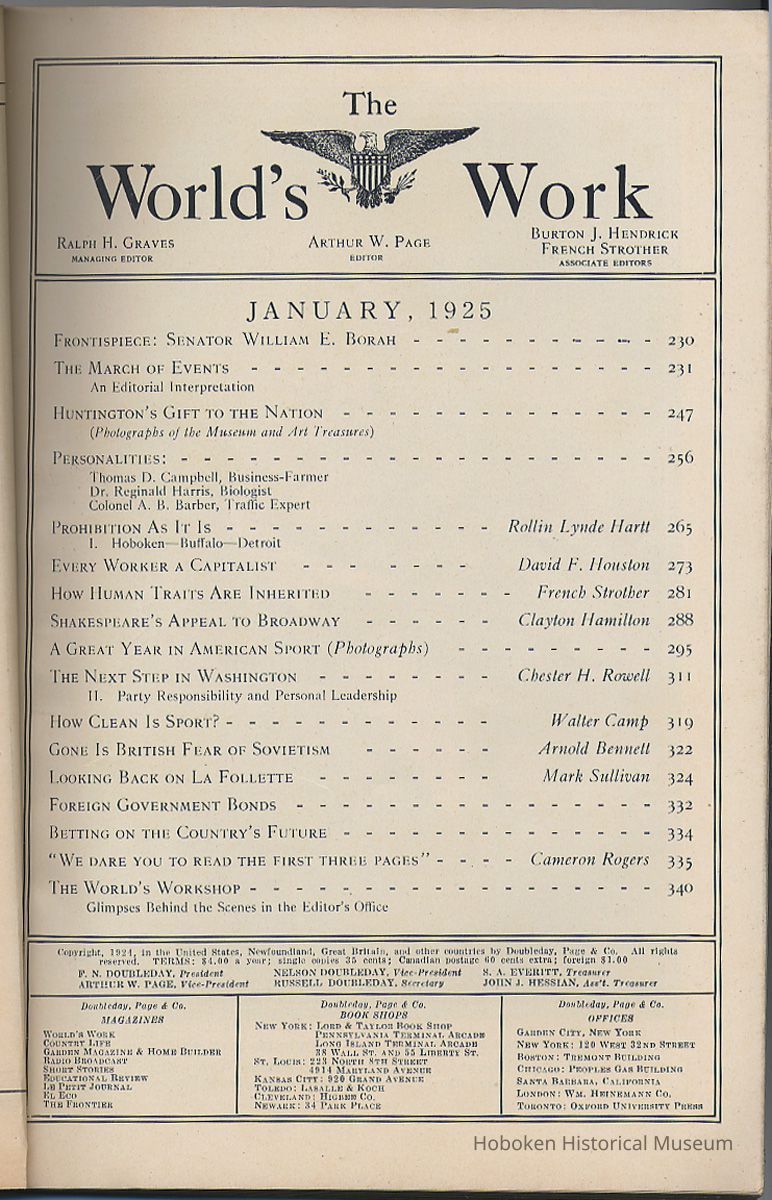 The
World's Work
RALPH H. GRAVES
MANAGING EDITOR
ARTHUR W. PAGE
EDITOR
BURTON J. HENDRICK
FRENCH STROTHER
ASSOCIATE EDITORS
JANUARY, 1925
FRONTISPIECE: SENATOR WILLIAM E. BORAH - - - - - - - - - - - 230
THE MARCH OF EVENTS - - - - - - - - - - - - - - - - - 231
An Editorial Interpretation
HUNTINGTON'S GIFT TO THE NATION - - - - - - - - - - - - - 247
(Photographs of the Museum and Art Treasures)
PERSONALITIES: - - - - - - - - - - - - - - - - - - - - 256
Thomas D. Campbell, Business-Farmer
Dr. Reginald Harris, Biologist
Colonel A. B. Barber, Traffic Expert
PROHIBITION AS IT IS - - - - - - - - - - - - Rollin Lynde Hartt 265
I. Hoboken—Buffalo—Detroit
EVERY WORKER A CAPITALIST - - - - - - - - David F. Houston 273
HOW HUMAN TRAITS ARE INHERITED - - - - - - - French Strother 281
SHAKESPEARE'S APPEAL TO BROADWAY - - - - - - Clayton Hamilton 288
A GREAT YEAR IN AMERICAN SPORT (Photographs) - - - - - - - - - 295
THE NEXT STEP IN WASHINGTON - - - - - - - - Chester H. Rowell 311
II. Party Responsibility and Personal Leadership
HOW CLEAN IS SPORT? - - - - - - - - - - - - Walter Camp 319
GONE IS BRITISH FEAR OF SOVIETISM - - - - - - Arnold Bennett 322
LOOKING BACK ON LA FOLLETTE - - - - - - - - Mark Sullivan 324
FOREIGN GOVERNMENT BONDS - - - - - - - - - - - - - - - - 332
BETTING ON THE COUNTRY'S FUTURE - - - - - - - - - - - - - 334
"WE DARE YOU TO READ THE FIRST THREE PAGES" - - - - Cameron Rogers 335
THE WORLD'S WORKSHOP - - - - - - - - - - - - - - - - - - 340
Glimpses Behind the Scenes in the Editor's Office
Copyright, 1924, in the United States, Newfoundland, Great Britain, and other countries by Doubleday, Page & Co. All rights
reserved. TERMS: $4.00 a year; single copies 35 cents; Canadian postage 60 cents extra; foreign $1.00
F. N. DOUBLEDAY, President NELSON DOUBLEDAY, Vice-President S. A. EVERITT, Treasurer
ARTHUR W. PAGE, Vice-President RUSSELL DOUBLEDAY, Secretary JOHN J. HESSIAN, Ass't. Treasurer
Doubleday, Page & Co.
MAGAZINES
WORLD'S WORK
COUNTRY LIFE
GARDEN MAGAZINE & HOME BUILDER
RADIO BROADCAST
SHORT STORIES
EDUCATIONAL REVIEW
LE PETIT JOURNAL
EL ECO
THE FRONTIER
Doubleday, Page & Co.
BOOK SHOPS
NEW YORK: LORD & TAYLOR BOOK SHOP
PENNSYLVANIA TERMINAL ARCADE
LONG ISLAND TERMINAL ARCADE
38 WALL ST. AND 55 LIBERTY ST.
ST. LOUIS: 223 NORTH 8TH STREET
4914 MARYLAND AVENUE
KANSAS CITY: 920 GRAND AVENUE
TOLEDO: LASALLE & KOCH
CLEVELAND: HIGBEE CO.
NEWARK: 34 PARK PLACE
Doubleday, Page & Co.
OFFICES
GARDEN CITY, NEW YORK
NEW YORK: 120 WEST 32ND STREET
BOSTON: TREMONT BUILDING
CHICAGO: PEOPLES GAS BUILDING
SANTA BARBARA, CALIFORNIA
LONDON: WM. HEINEMANN CO.
TORONTO: OXFORD UNIVERSITY PRESS
Hoboken Historical Museum